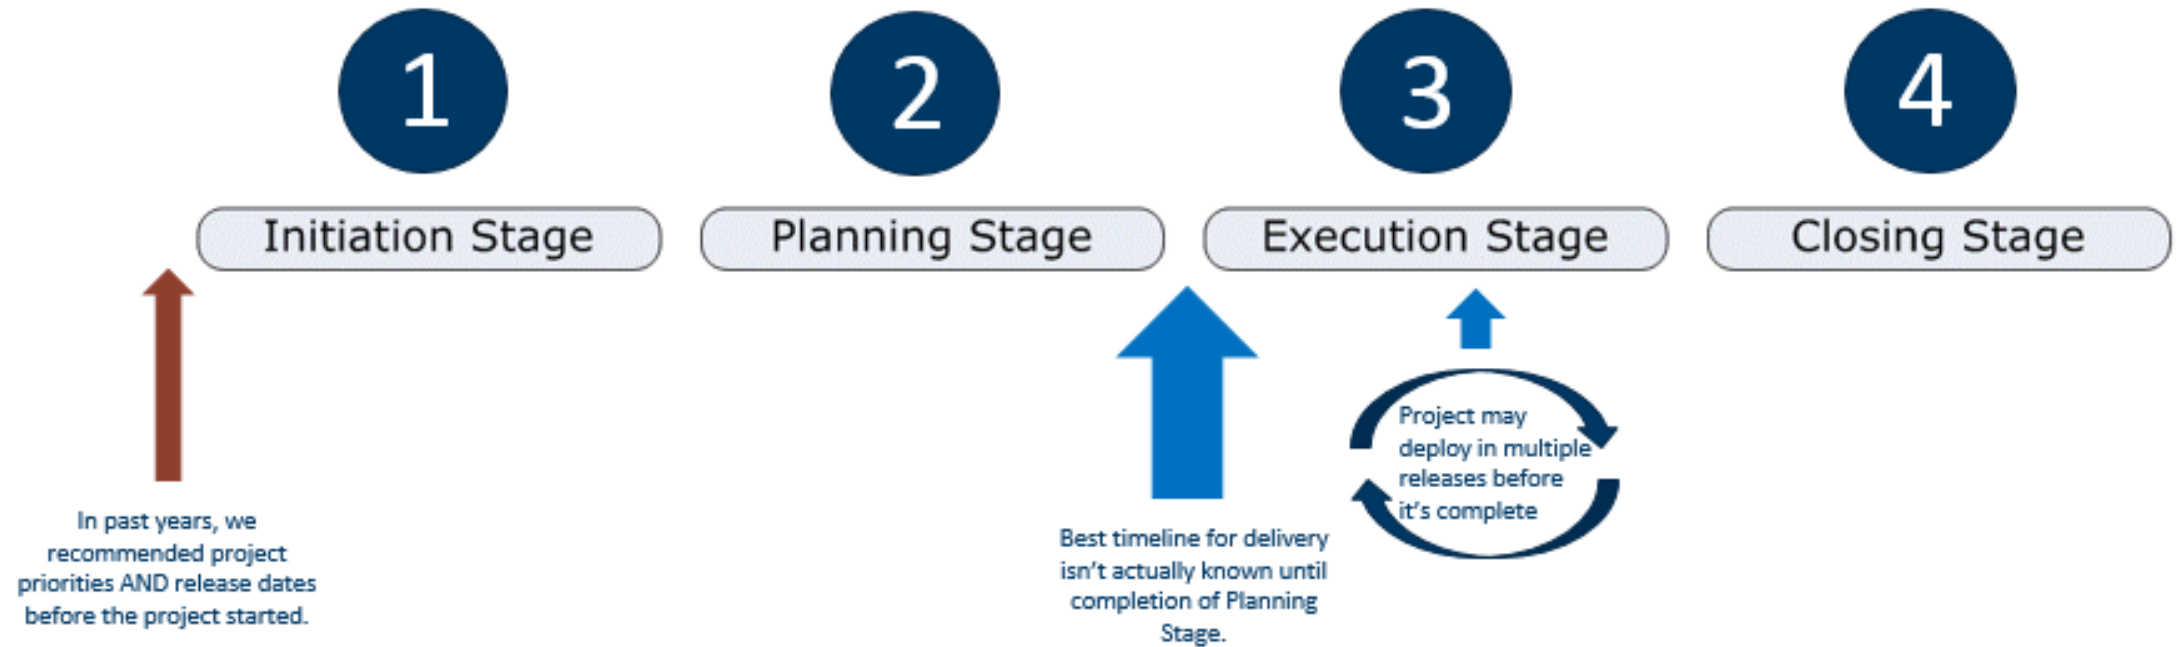 1
2
3
4
Initiation Stage
Planning Stage
Execution Stage
Closing Stage
In past years, we
recommended project
priorities AND release dates
before the project started.
Best timeline for delivery
isn't actually known until
completion of Planning
Stage.
Project may
deploy in multiple
releases before
it's complete